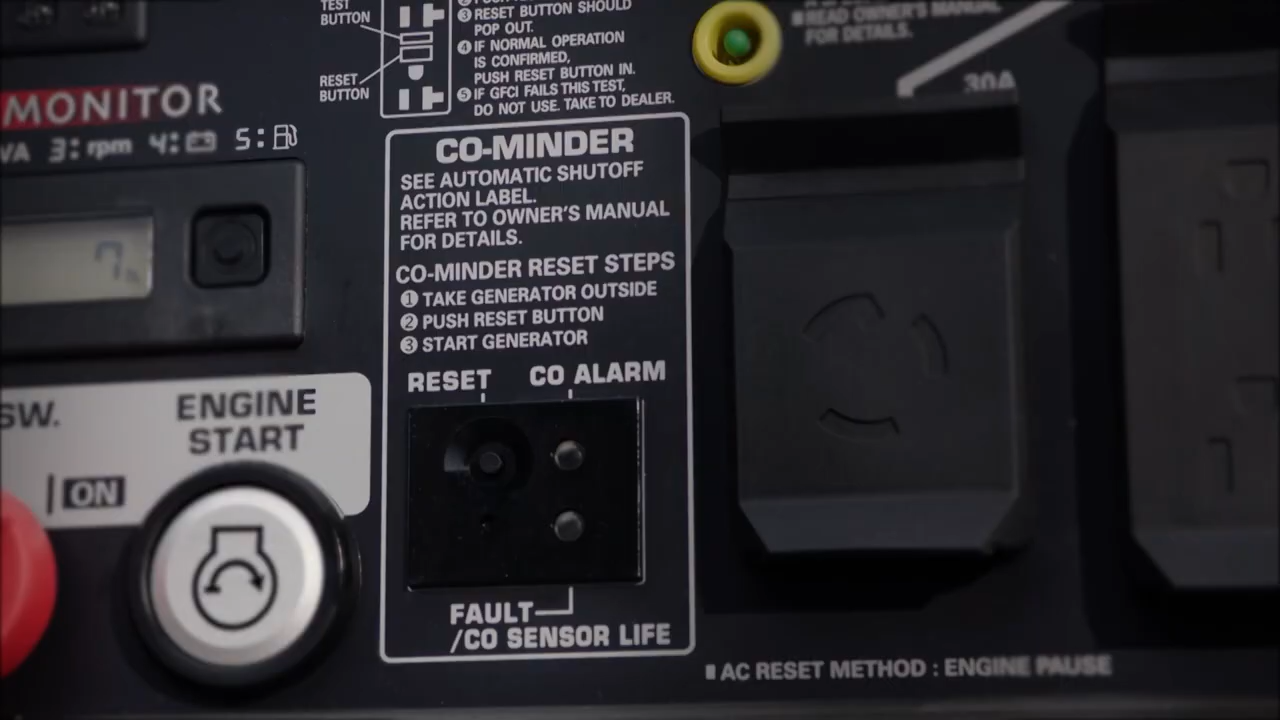 TEST
BUTTON
RESET
BUTTON
③ RESET BUTTON SHOULD
POP OUT.
④ IF NORMAL OPERATION
IS CONFIRMED,
PUSH RESET BUTTON IN.
⑤ IF GFCI FAILS THIS TEST,
DO NOT USE. TAKE TO DEALER.
READ OWNER'S MANUAL
FOR DETAILS.
30A
MONITOR
VA 3: rpm 4: 5:
7
CO-MINDER
SEE AUTOMATIC SHUTOFF
ACTION LABEL.
REFER TO OWNER'S MANUAL
FOR DETAILS.
CO-MINDER RESET STEPS
① TAKE GENERATOR OUTSIDE
② PUSH RESET BUTTON
③ START GENERATOR
RESET CO ALARM
FAULT
/CO SENSOR LIFE
SW.
ENGINE
START
ON
AC RESET METHOD : ENGINE PAUSE